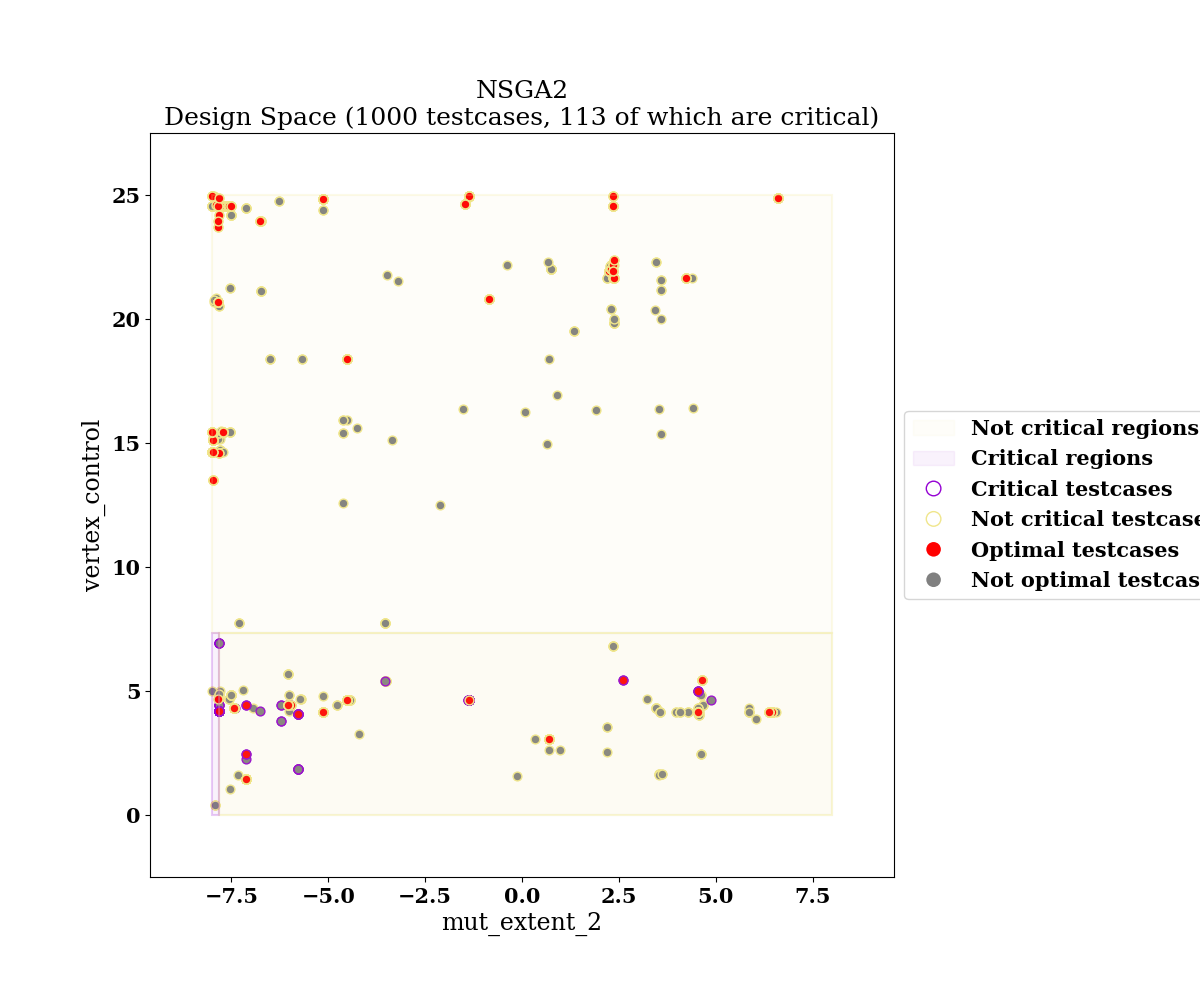 NSGA2
Design Space (1000 testcases, 113 of which are critical)
25
20
15
10
5
0
vertex_control
−7.5 −5.0 −2.5 0.0 2.5 5.0 7.5
mut_extent_2
Not critical regions
Critical regions
Critical testcases
Not critical testcase
Optimal testcases
Not optimal testcas